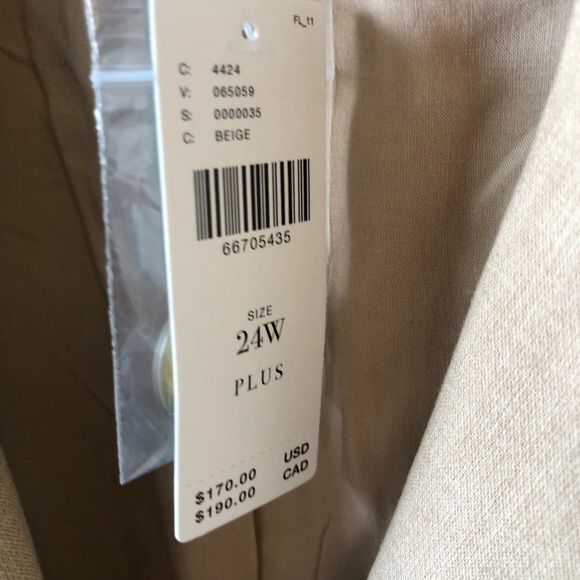 FL_11
C: 4424
V: 065059
S: 0000035
C: BEIGE
66705435
SIZE
24W
PLUS
$170.00 USD
$190.00 CAD